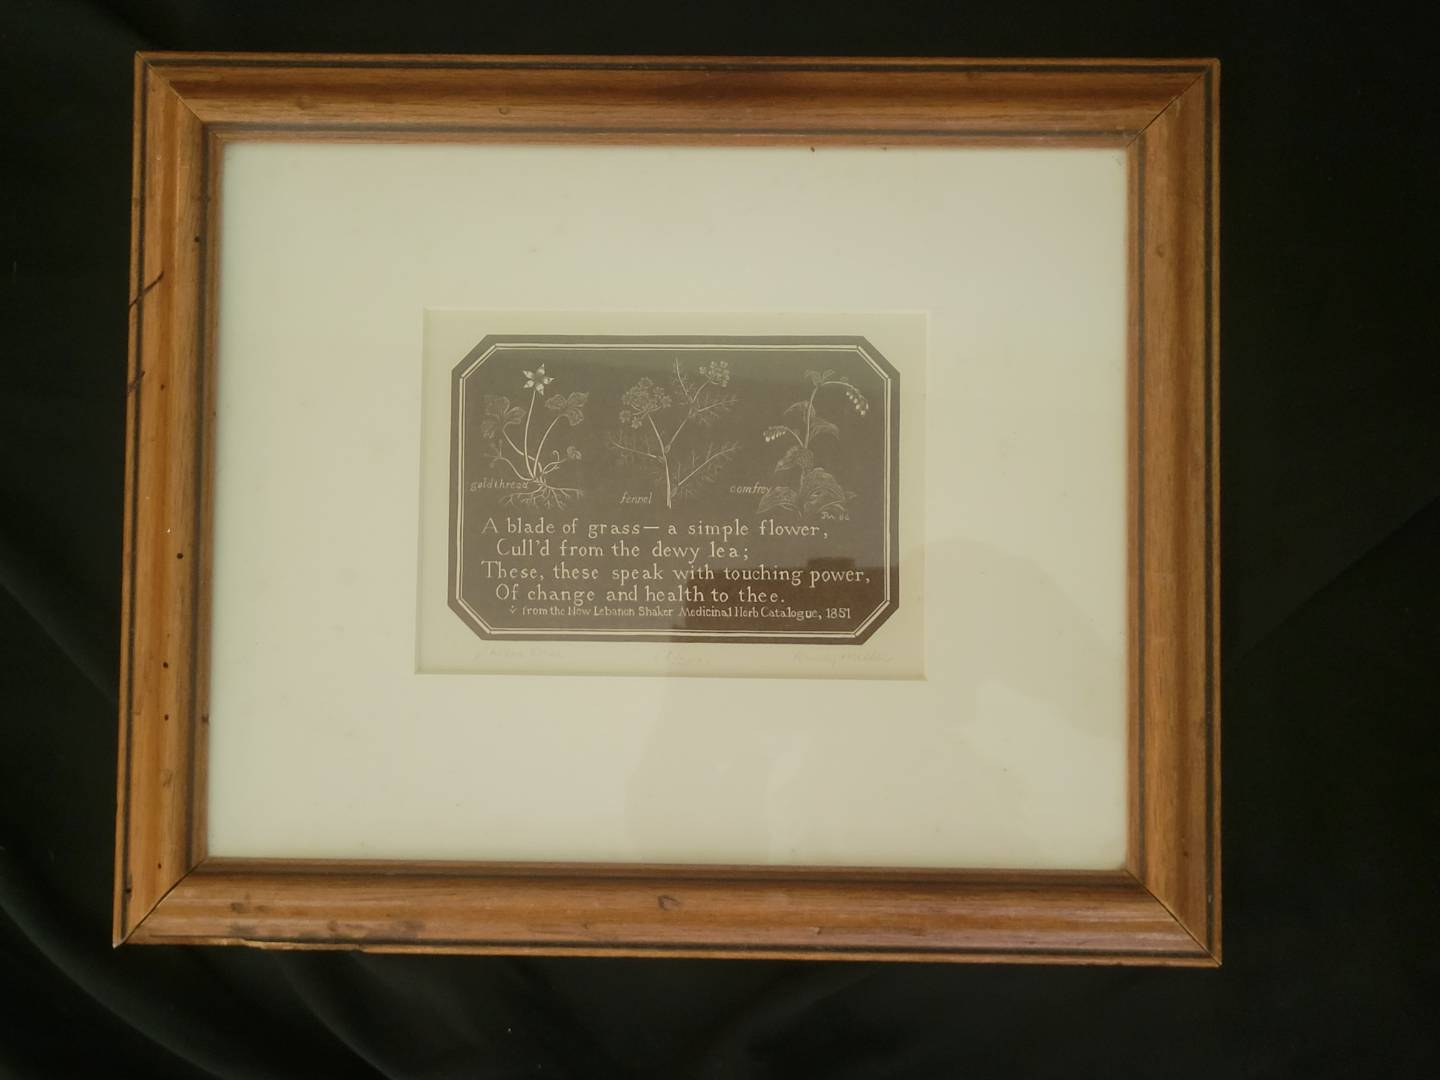 goldthread
fennel
comfrey
A blade of grass— a simple flower,
Cull'd from the dewy lea;
These, these speak with touching power,
Of change and health to thee.
from the New Lebanon Shaker Medicinal Herb Catalogue, 1851